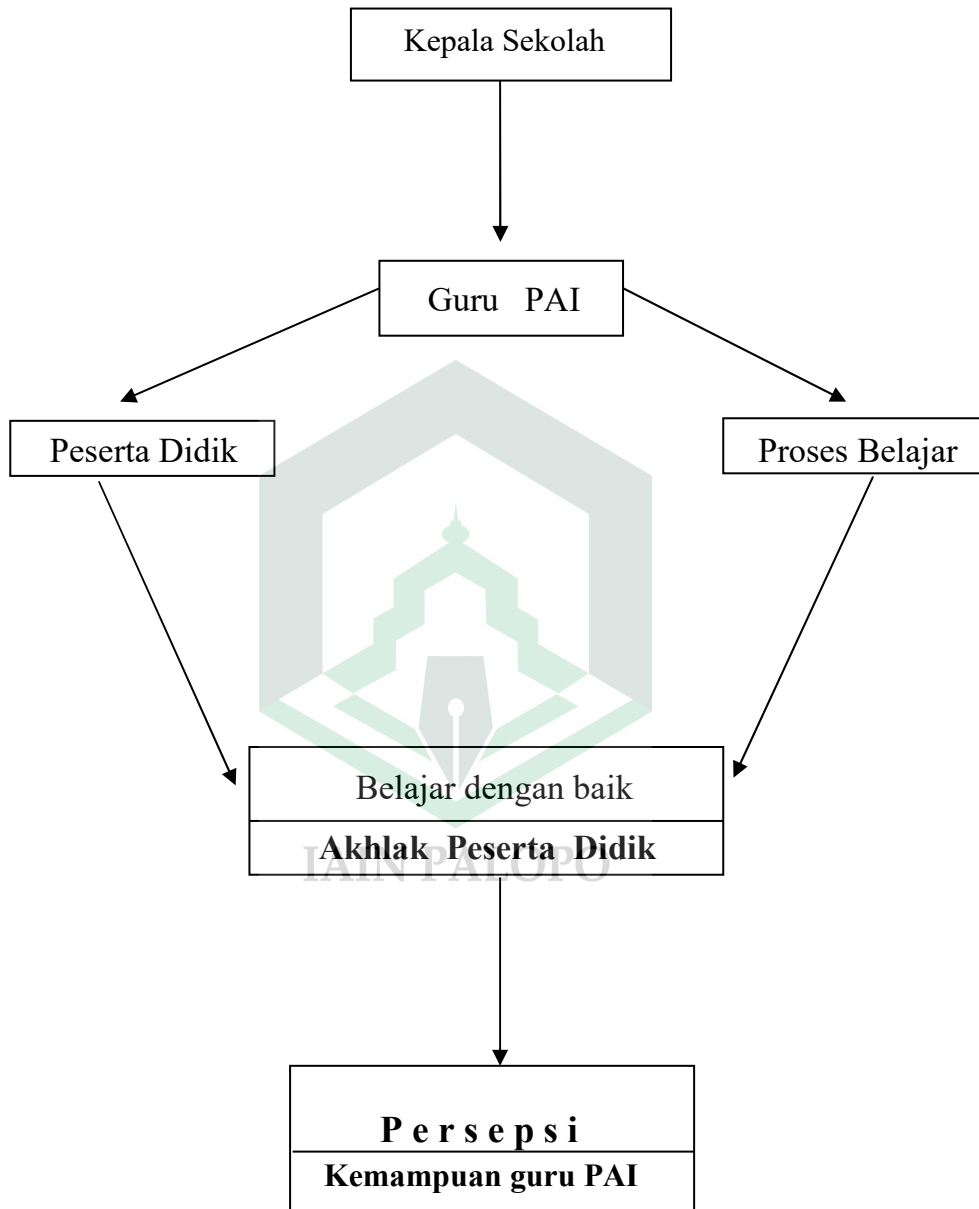 Kepala Sekolah
Guru PAI
Peserta Didik
Proses Belajar
Belajar dengan baik
Akhlak Peserta Didik
IAIN PALOPO
P e r s e p s i
Kemampuan guru PAI